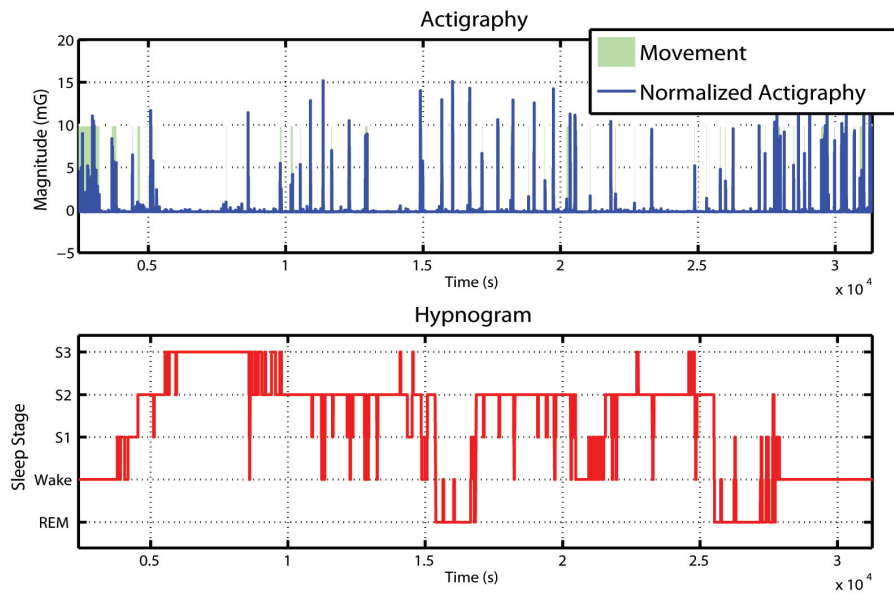 Actigraphy
Movement
Normalized Actigraphy
Magnitude (mG)
20
15
10
5
0
−5
0.5
1
1.5
2
2.5
3
Time (s)
x 10 4
Hypnogram
Sleep Stage
S3
S2
S1
Wake
REM
0.5
1
1.5
2
2.5
3
Time (s)
x 10 4